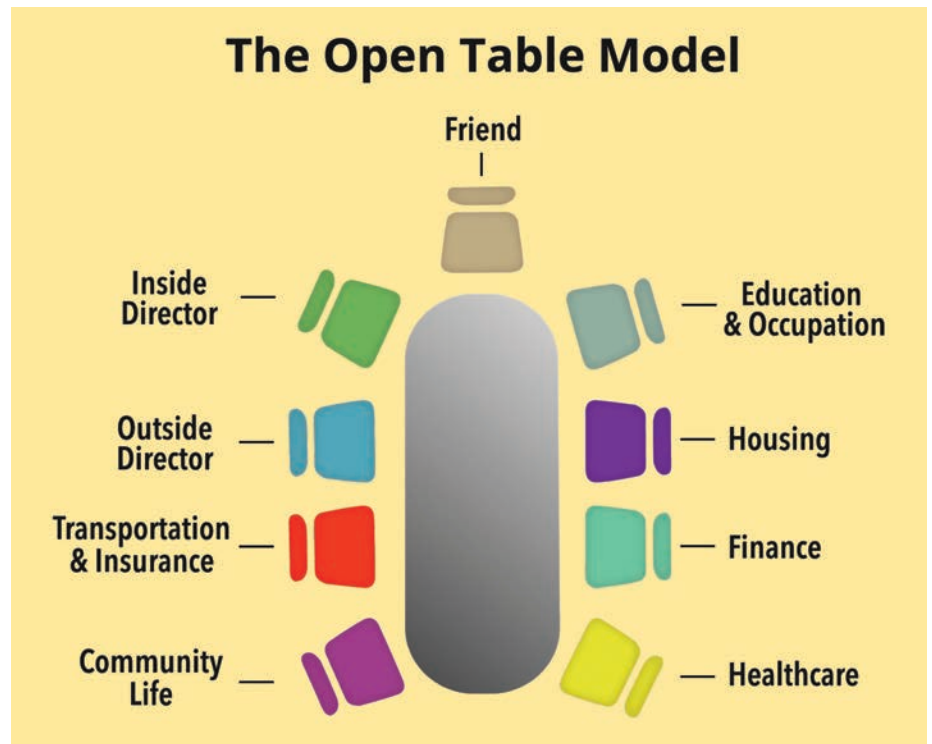 The Open Table Model
Friend
Inside
Director
Education
& Occupation
Outside
Director
Housing
Transportation
& Insurance
Finance
Community
Life
Healthcare